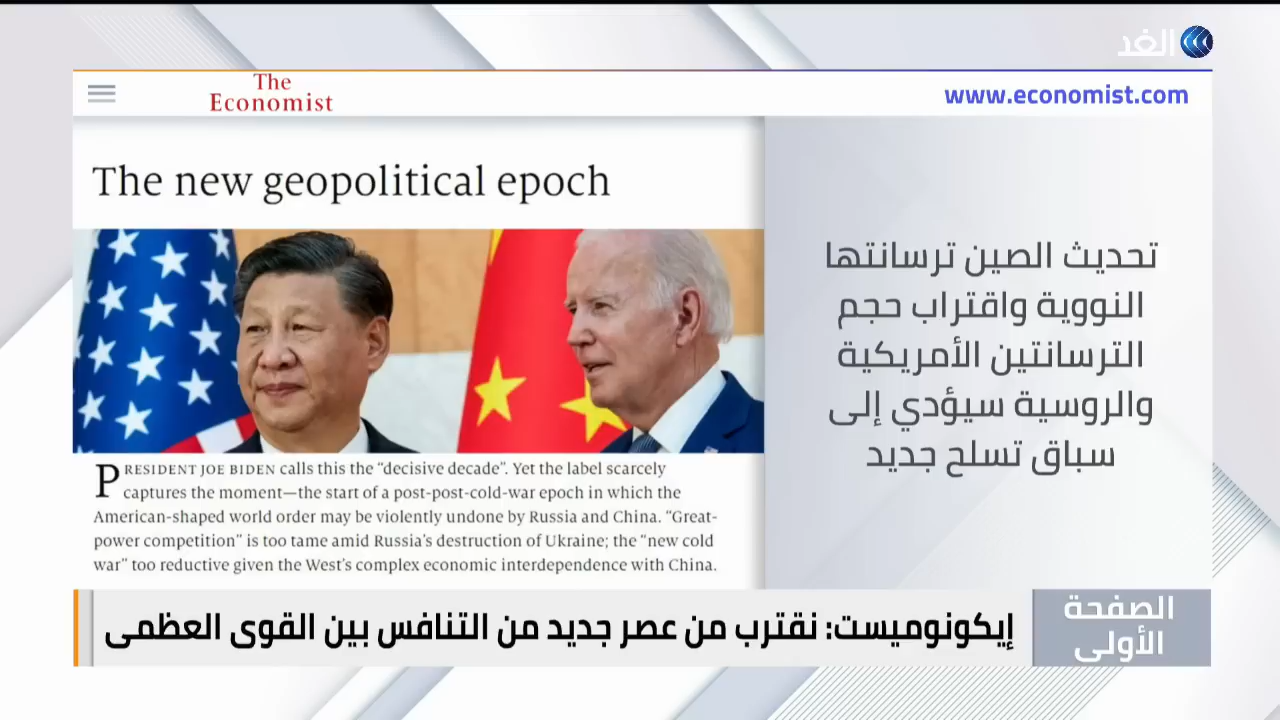 الغد
The
Economist
www.economist.com
The new geopolitical epoch
PRESIDENT JOE BIDEN calls this the “decisive decade”. Yet the label scarcely
captures the moment—the start of a post-post-cold-war epoch in which the
American-shaped world order may be violently undone by Russia and China. “Great-
power competition” is too tame amid Russia’s destruction of Ukraine; the “new cold
war” too reductive given the West’s complex economic interdependence with China.
تحديث الصين ترسانتها
النووية واقتراب حجم
الترسانتين الأمريكية
والروسية سيؤدي إلى
سباق تسلح جديد
الصفحة
الأولى
إيكونوميست: نقترب من عصر جديد من التنافس بين القوى العظمى